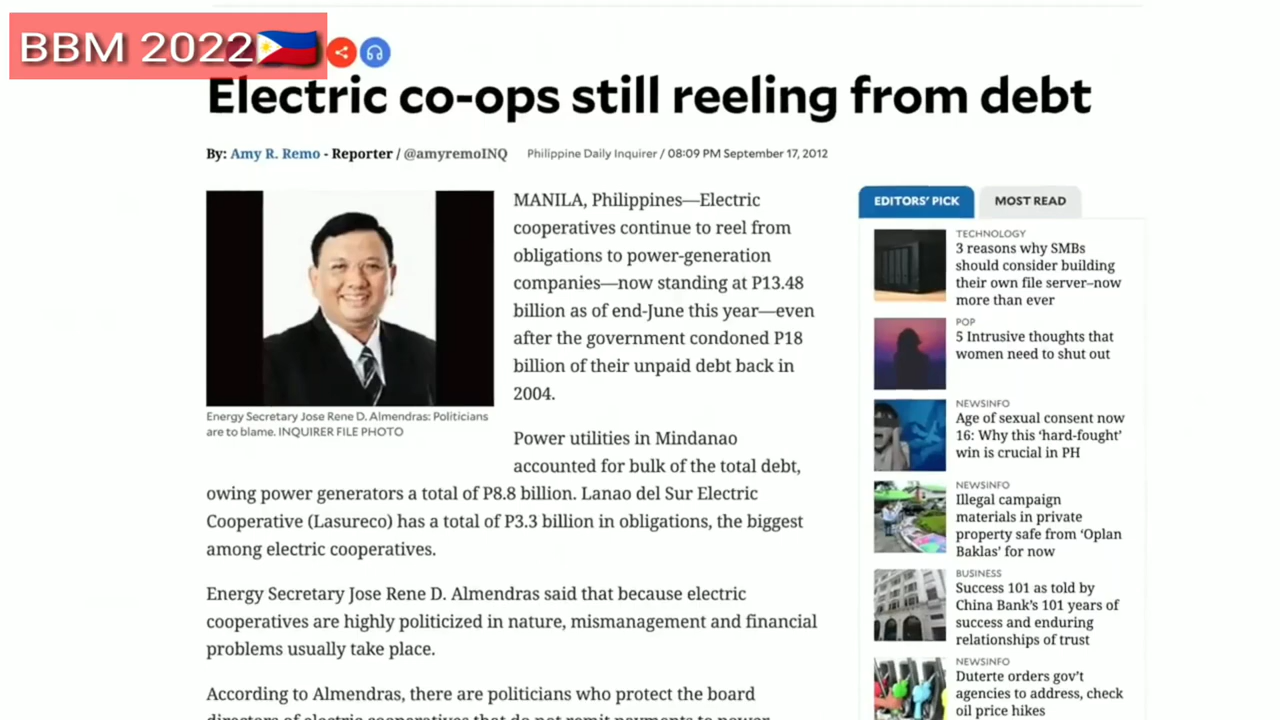 BBM 2022
Electric co-ops still reeling from debt
By: Amy R. Remo - Reporter / @amyremoINQ
Philippine Daily Inquirer / 08:09 PM September 17, 2012
MANILA, Philippines—Electric
cooperatives continue to reel from
obligations to power-generation
companies—now standing at P13.48
billion as of end-June this year—even
after the government condoned P18
billion of their unpaid debt back in
2004.
Energy Secretary Jose Rene D. Almendras: Politicians
are to blame. INQUIRER FILE PHOTO
Power utilities in Mindanao
accounted for bulk of the total debt,
owing power generators a total of P8.8 billion. Lanao del Sur Electric
Cooperative (Lasureco) has a total of P3.3 billion in obligations, the biggest
among electric cooperatives.
Energy Secretary Jose Rene D. Almendras said that because electric
cooperatives are highly politicized in nature, mismanagement and financial
problems usually take place.
According to Almendras, there are politicians who protect the board
directors of electric cooperatives that do not remit payments to power
EDITORS' PICK
MOST READ
TECHNOLOGY
3 reasons why SMBs
should consider building
their own file server–now
more than ever
POP
5 Intrusive thoughts that
women need to shut out
NEWSINFO
Age of sexual consent now
16: Why this ‘hard-fought’
win is crucial in PH
NEWSINFO
Illegal campaign
materials in private
property safe from ‘Oplan
Baklas’ for now
BUSINESS
Success 101 as told by
China Bank’s 101 years of
success and enduring
relationships of trust
NEWSINFO
Duterte orders gov’t
agencies to address, check
oil price hikes